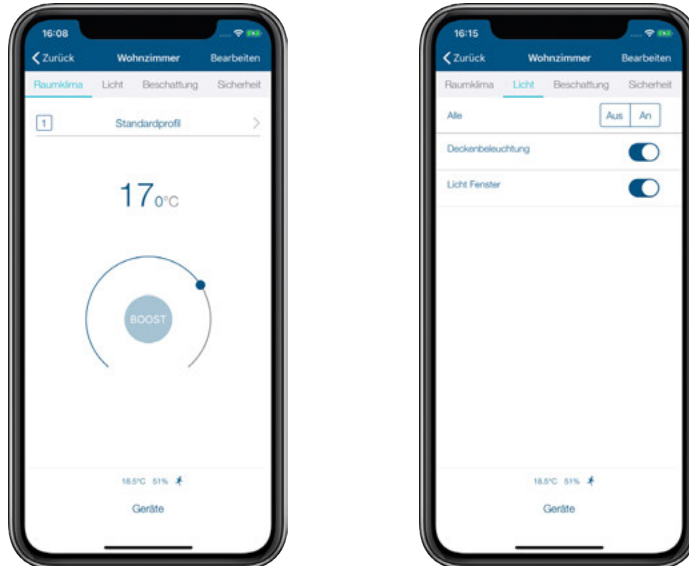 16:08
Zurück Wohnzimmer Bearbeiten
Raumklima Licht Beschattung Sicherheit
1 Standardprofil
170°C
BOOST
18.5°C 51%
Geräte
16:15
Zurück Wohnzimmer Bearbeiten
Raumklima Licht Beschattung Sicherheit
Alle Aus An
Deckenbeleuchtung
Licht Fenster
18.5°C 51%
Geräte